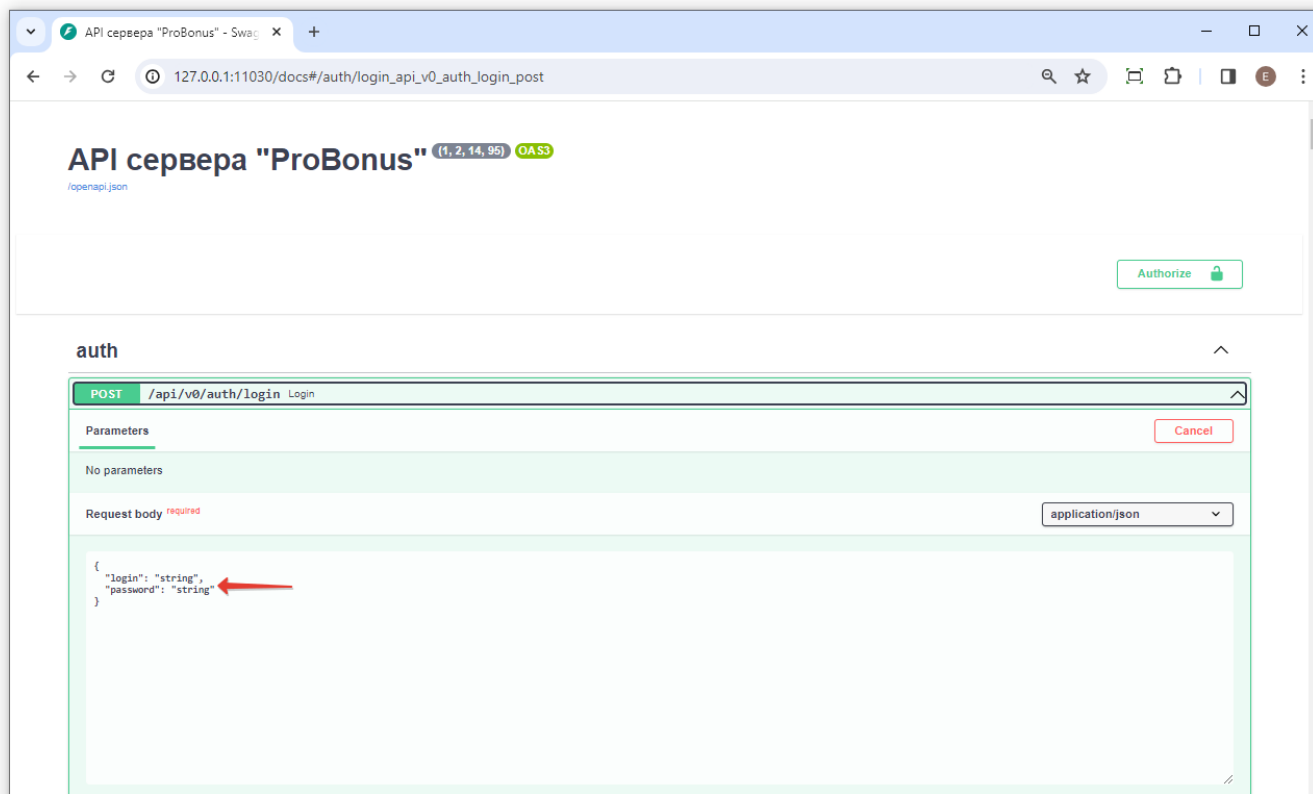 API сервера "ProBonus" - Swag
127.0.0.1:11030/docs#/auth/login_api_v0_auth_login_post
E
API сервера "ProBonus" (1, 2, 14, 95) OAS3
/openapi.json
Authorize
auth
POST /api/v0/auth/login Login
Parameters
Cancel
No parameters
Request body required
application/json
{
"login": "string",
"password": "string"
}